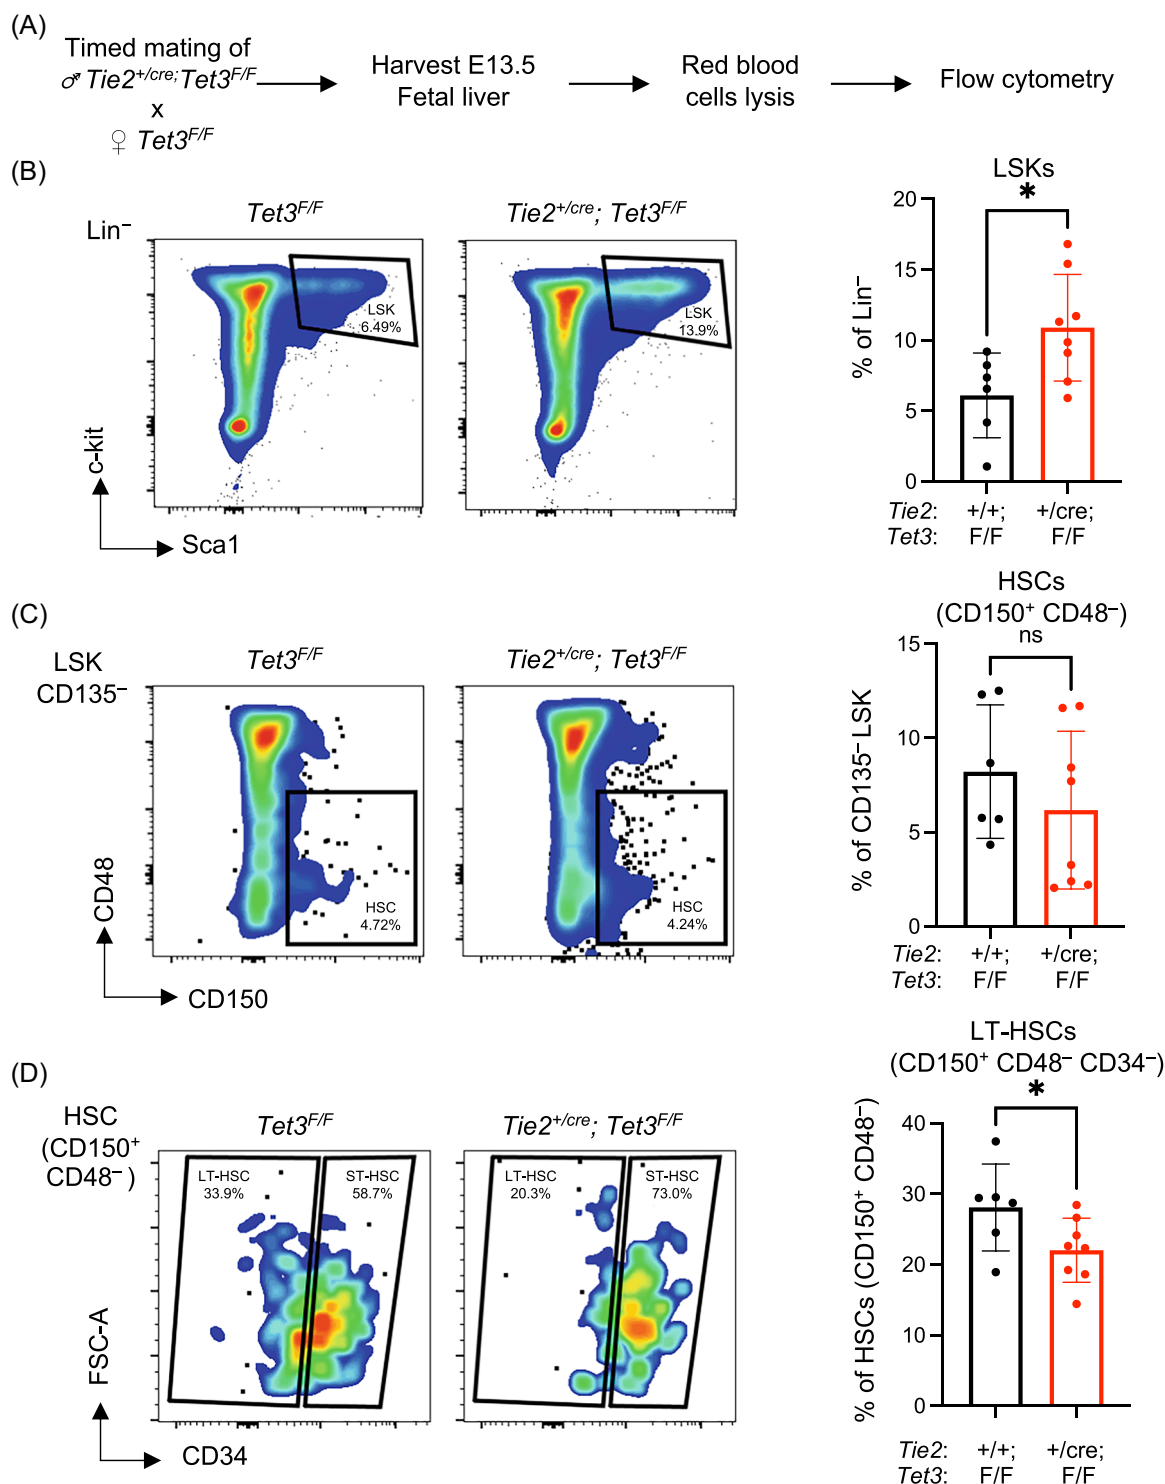 (A)
Timed mating of
♂ Tie2+/cre; Tet3F/F
x
♀ Tet3F/F
Harvest E13.5
Fetal liver
Red blood
cells lysis
Flow cytometry
(B)
Lin−
Tet3F/F
Tie2+/cre; Tet3F/F
LSK
6.49%
LSK
13.9%
c-kit
Sca1
LSKs
*
% of Lin−
20
15
10
5
0
Tie2: +/+; +/cre;
Tet3: F/F F/F
(C)
LSK
CD135−
Tet3F/F
Tie2+/cre; Tet3F/F
HSC
4.72%
HSC
4.24%
CD48
CD150
HSCs
(CD150+ CD48−)
ns
% of CD135− LSK
15
10
5
0
Tie2: +/+; +/cre;
Tet3: F/F F/F
(D)
HSC
(CD150+
CD48−)
Tet3F/F
Tie2+/cre; Tet3F/F
LT-HSC
33.9%
ST-HSC
58.7%
LT-HSC
20.3%
ST-HSC
73.0%
FSC-A
CD34
LT-HSCs
(CD150+ CD48− CD34−)
*
% of HSCs (CD150+ CD48−)
40
30
20
10
0
Tie2: +/+; +/cre;
Tet3: F/F F/F